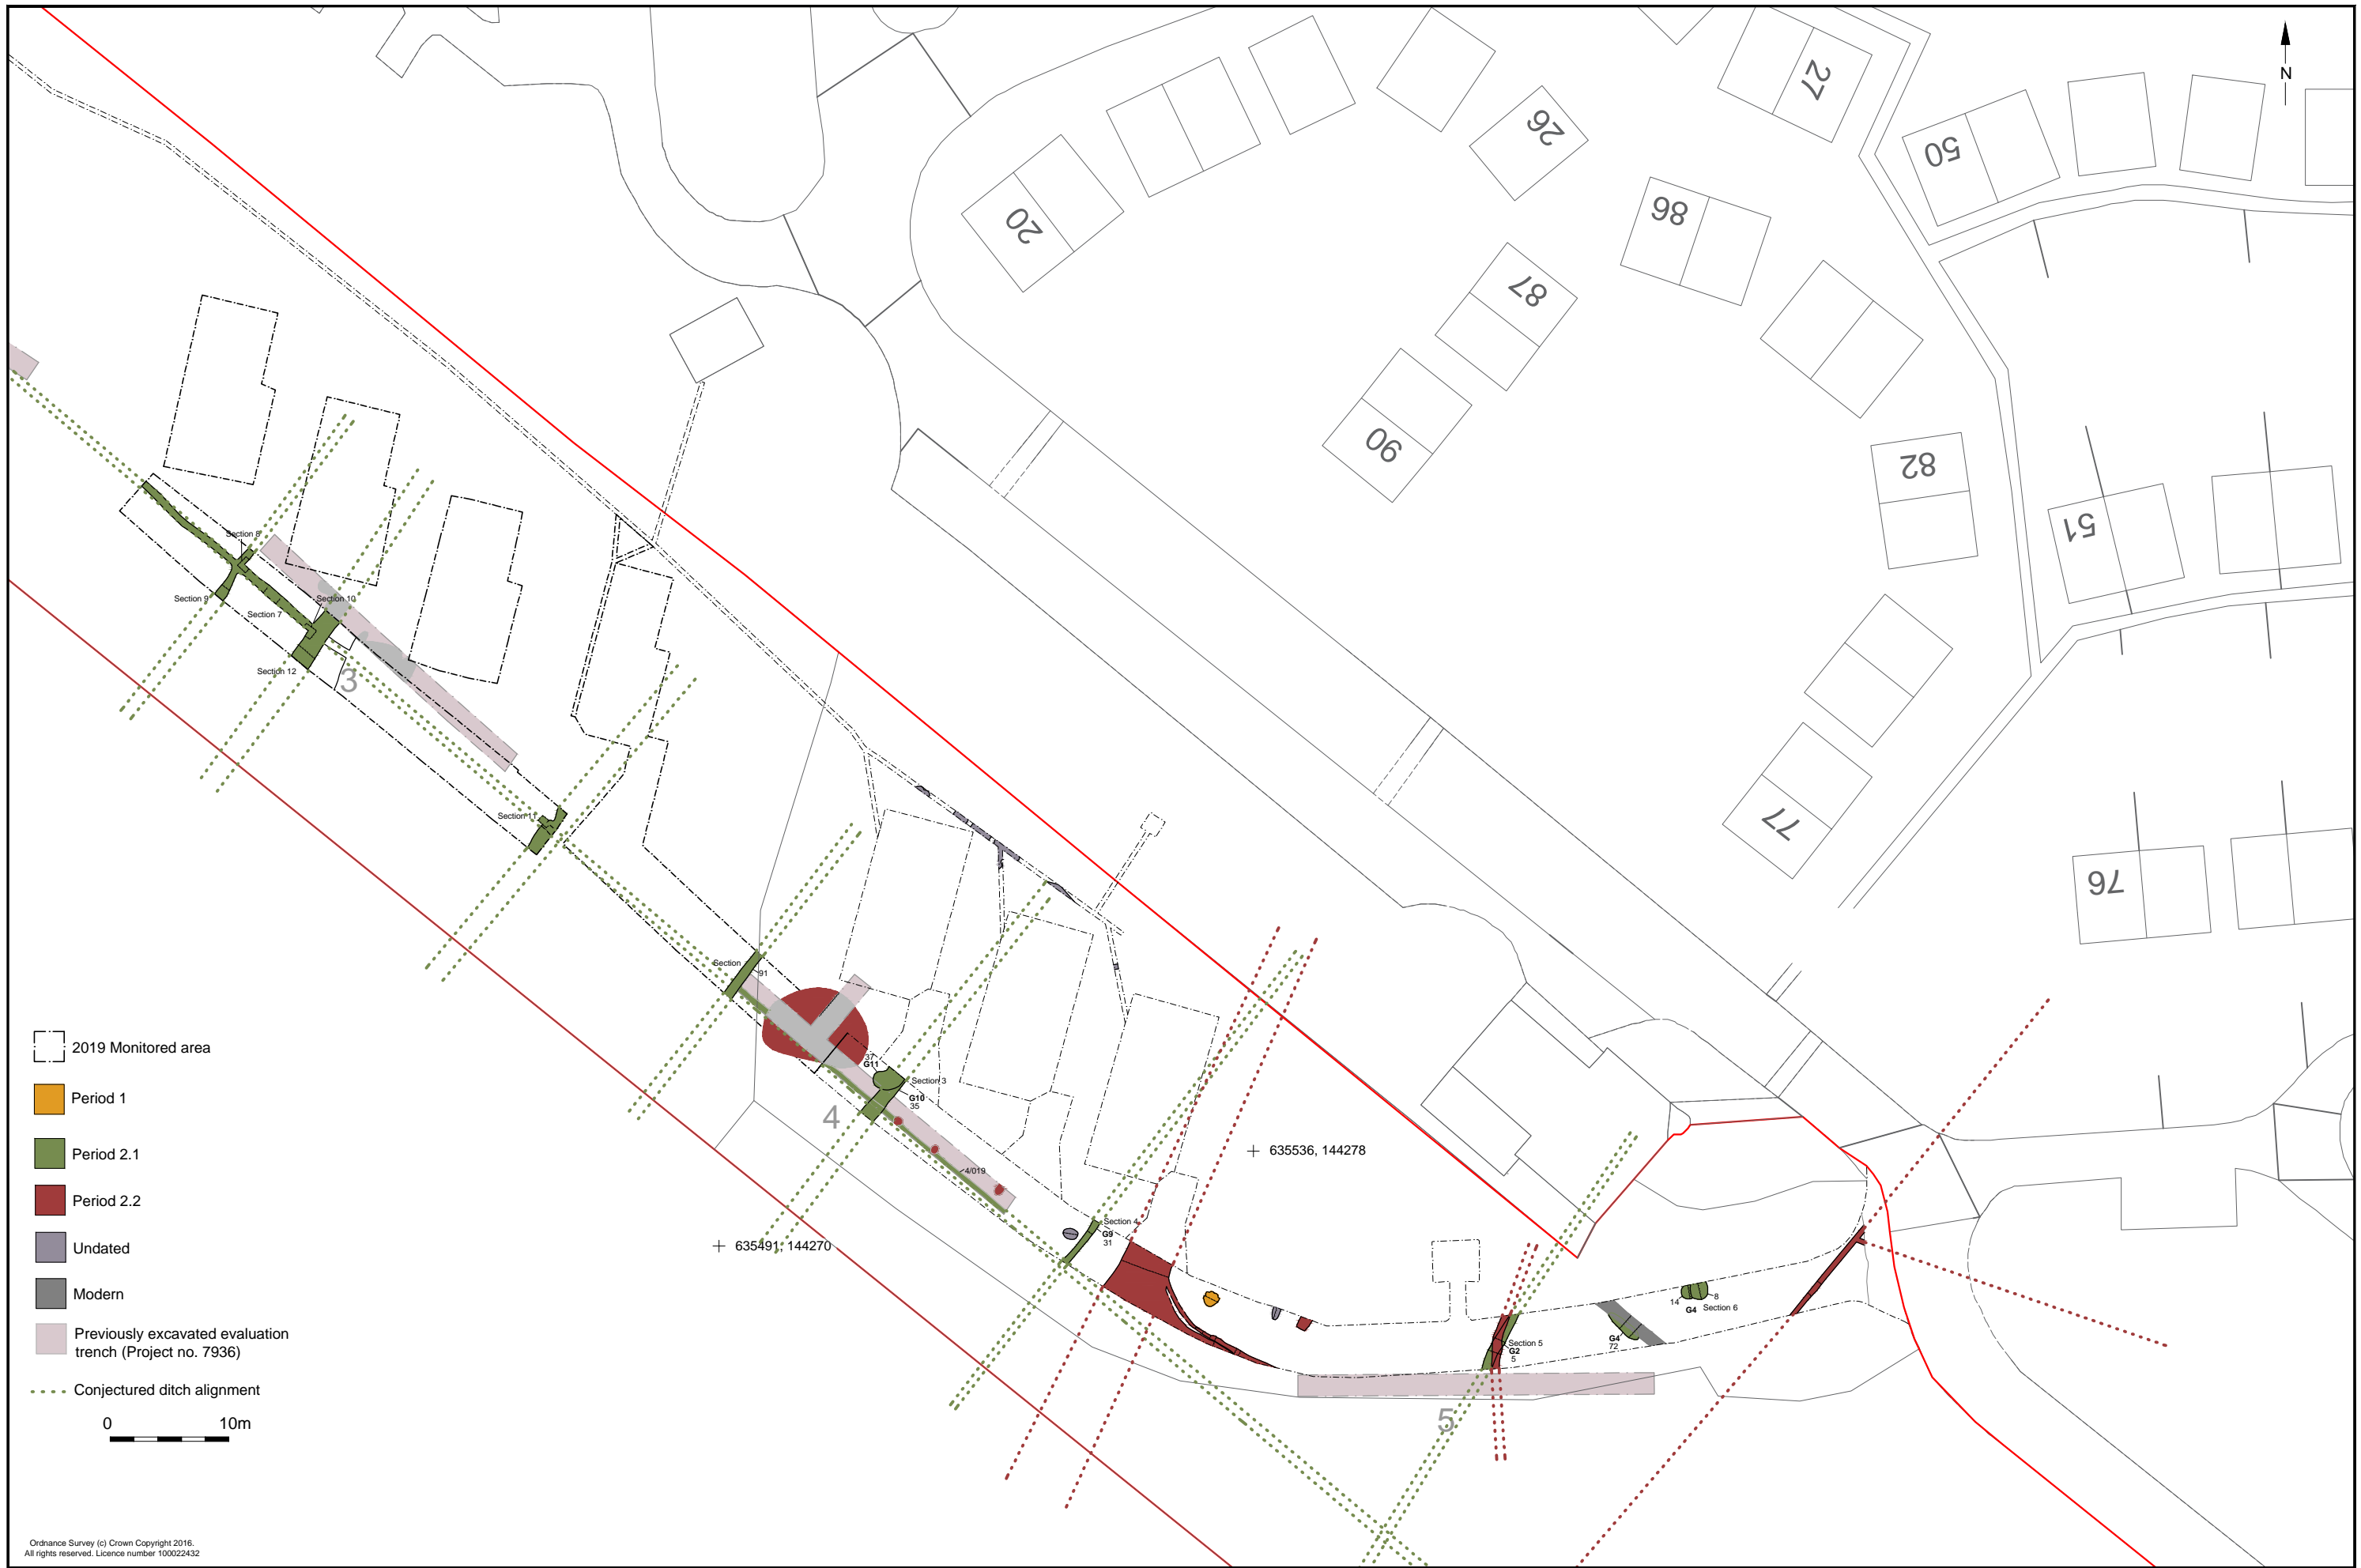 N
27
26
50
20
86
87
90
82
51
77
76
Section 8
Section 9
Section 7
Section 10
Section 12
3
Section 11
Section
91
37
G11
Section 3
G10
35
4
4/019
635536, 144278
635491, 144270
Section 4
G9
31
14
8
G4
Section 6
Section 5
G2
5
G4
72
5
2019 Monitored area
Period 1
Period 2.1
Period 2.2
Undated
Modern
Previously excavated evaluation
trench (Project no. 7936)
Conjectured ditch alignment
0
10m
Ordnance Survey (c) Crown Copyright 2016.
All rights reserved. Licence number 100022432